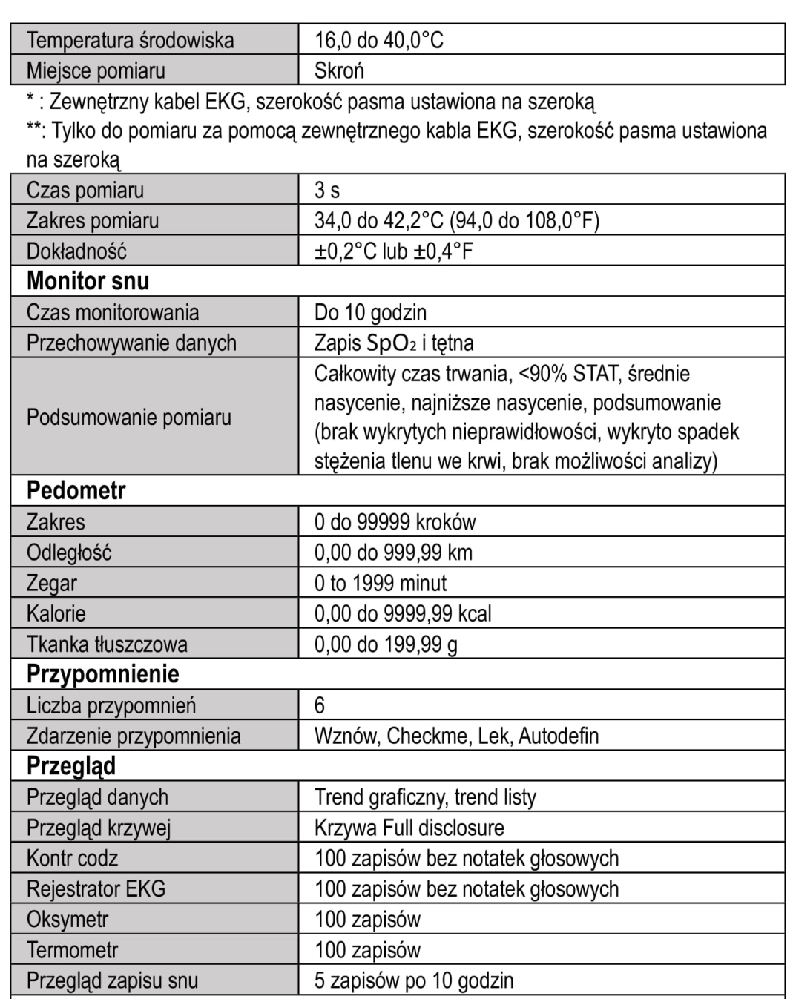 Temperatura środowiska 16,0 do 40,0°C
Miejsce pomiaru Skroń
* : Zewnętrzny kabel EKG, szerokość pasma ustawiona na szeroką
**: Tylko do pomiaru za pomocą zewnętrznego kabla EKG, szerokość pasma ustawiona
na szeroką
Czas pomiaru 3 s
Zakres pomiaru 34,0 do 42,2°C (94,0 do 108,0°F)
Dokładność ±0,2°C lub ±0,4°F
Monitor snu
Czas monitorowania Do 10 godzin
Przechowywanie danych Zapis SpO₂ i tętna
Podsumowanie pomiaru
Całkowity czas trwania, <90% STAT, średnie
nasycenie, najniższe nasycenie, podsumowanie
(brak wykrytych nieprawidłowości, wykryto spadek
stężenia tlenu we krwi, brak możliwości analizy)
Pedometr
Zakres 0 do 99999 kroków
Odległość 0,00 do 999,99 km
Zegar 0 to 1999 minut
Kalorie 0,00 do 9999,99 kcal
Tkanka tłuszczowa 0,00 do 199,99 g
Przypomnienie
Liczba przypomnień 6
Zdarzenie przypomnienia Wznów, Checkme, Lek, Autodefin
Przegląd
Przegląd danych Trend graficzny, trend listy
Przegląd krzywej Krzywa Full disclosure
Kontr codz 100 zapisów bez notatek głosowych
Rejestrator EKG 100 zapisów bez notatek głosowych
Oksymetr 100 zapisów
Termometr 100 zapisów
Przegląd zapisu snu 5 zapisów po 10 godzin